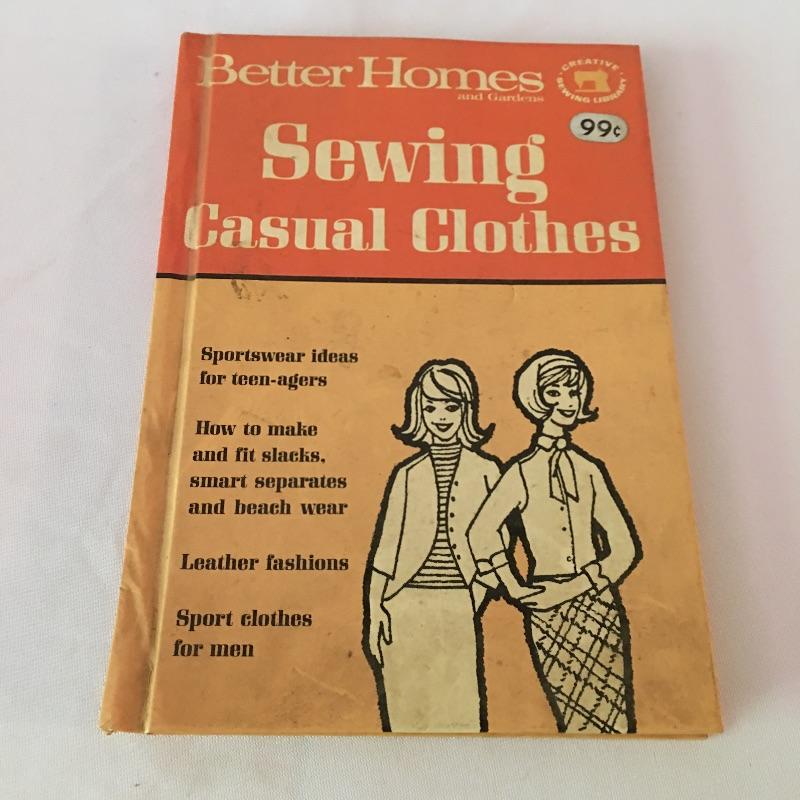 Better Homes
and Gardens
CREATIVE
SEWING LIBRARY
99¢
Sewing
Casual Clothes
Sportswear ideas
for teen-agers
How to make
and fit slacks,
smart separates
and beach wear
Leather fashions
Sport clothes
for men